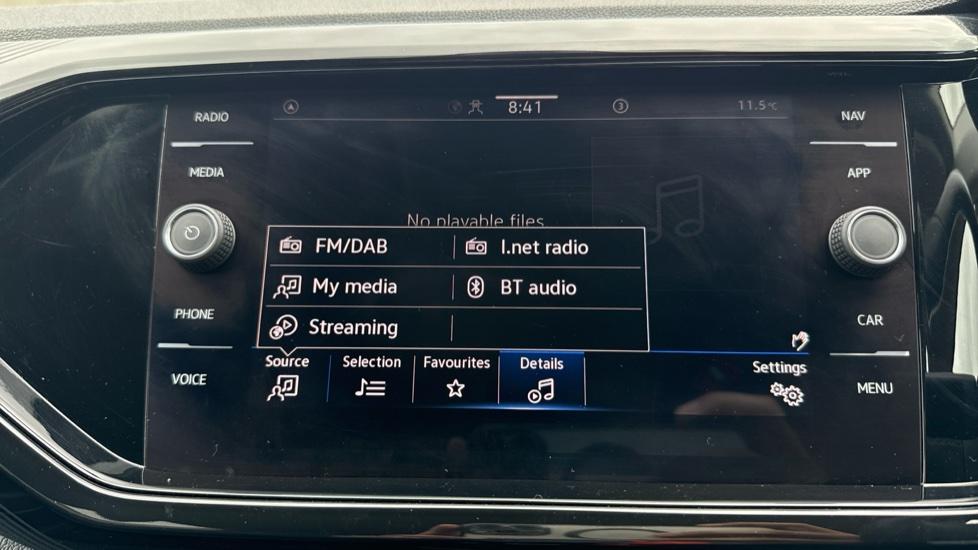 RADIO
8:41
3
11.5°C
NAV
MEDIA
APP
No playable files.
FM/DAB
I.net radio
My media
BT audio
PHONE
Streaming
CAR
Source
Selection
Favourites
Details
Settings
VOICE
MENU